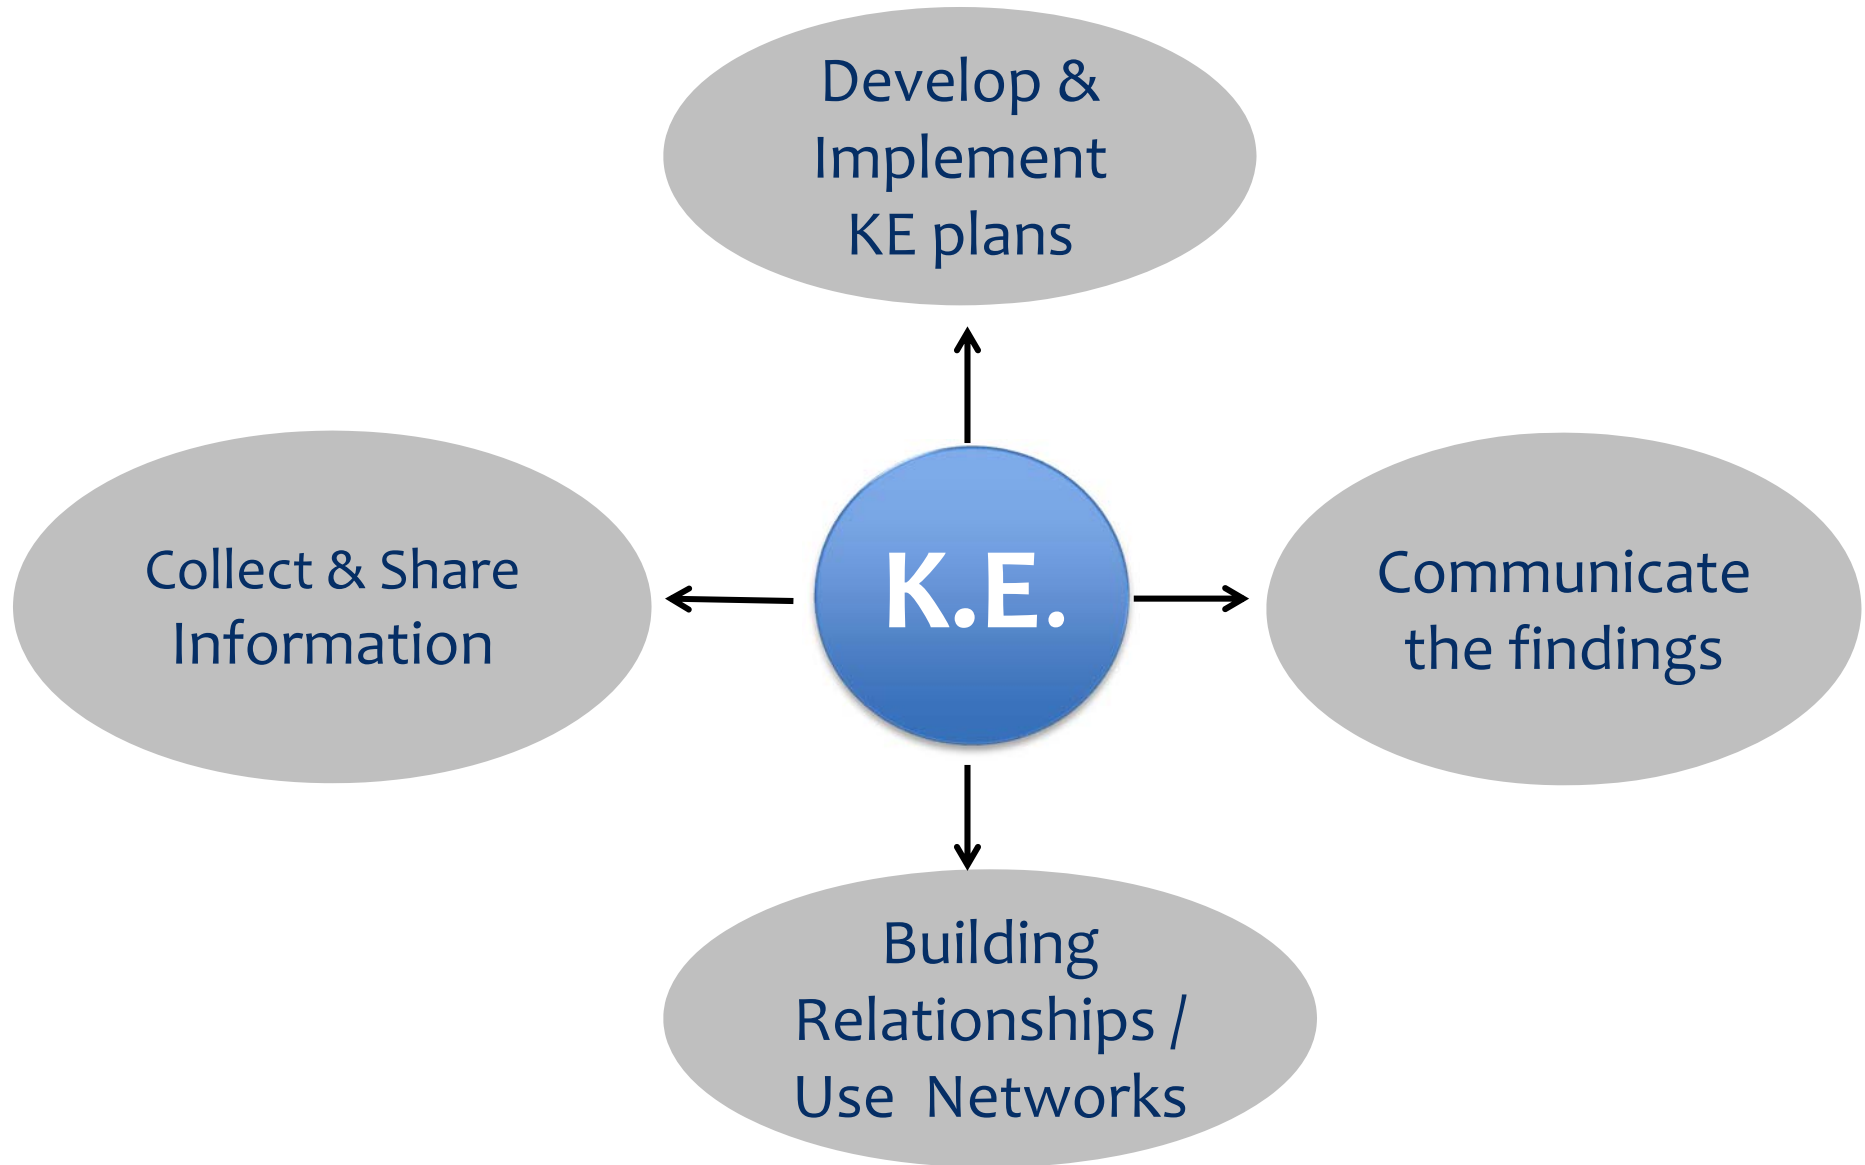 Develop &
Implement
KE plans
Collect & Share
Information
K.E.
Communicate
the findings
Building
Relationships /
Use  Networks